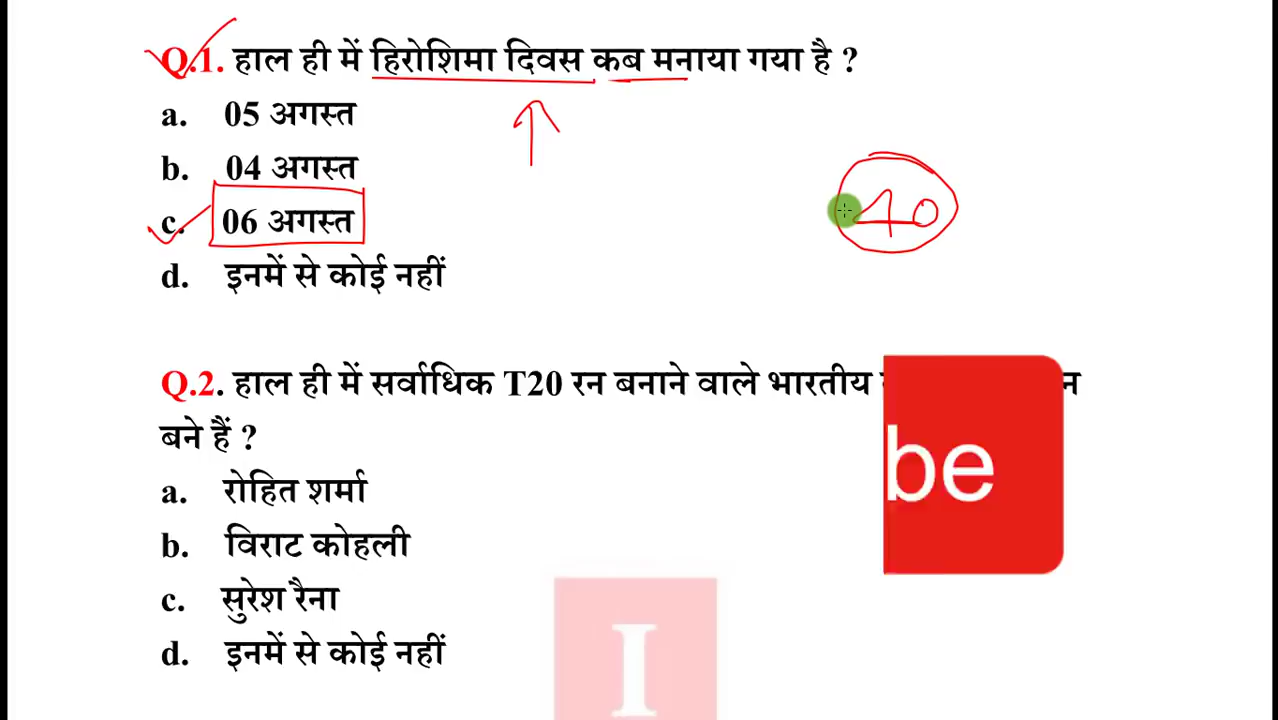 Q.1. हाल ही में हिरोशिमा दिवस कब मनाया गया है ?
a. 05 अगस्त
b. 04 अगस्त
c. 06 अगस्त
40
d. इनमें से कोई नहीं
Q.2. हाल ही में सर्वाधिक T20 रन बनाने वाले भारतीय
बने हैं ?
be
a. रोहित शर्मा
b. विराट कोहली
c. सुरेश रैना
d. इनमें से कोई नहीं
I